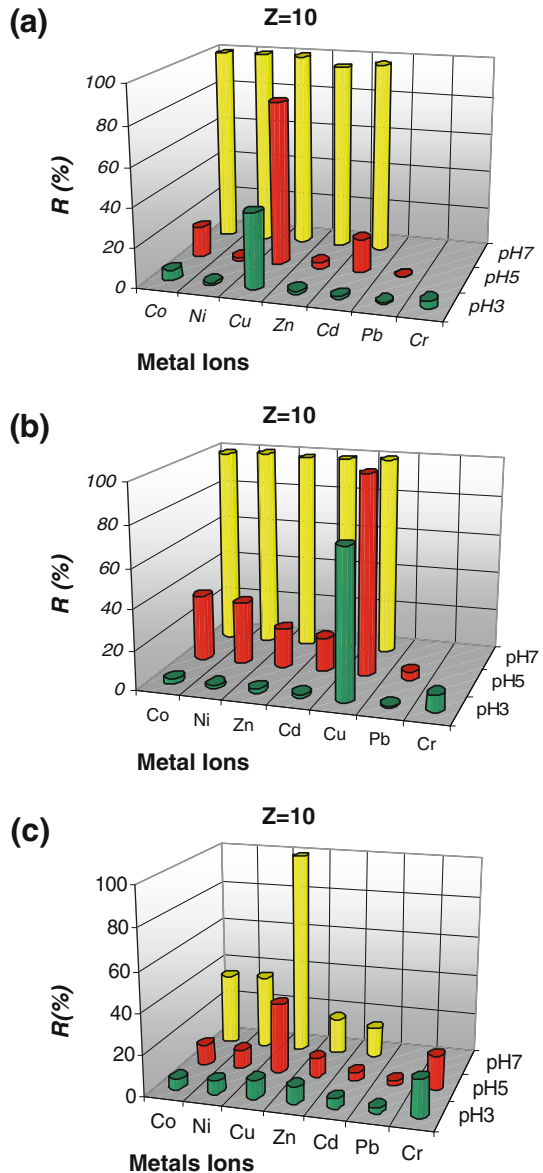 (a)
Z=10
R (%)
100
80
60
40
20
0
Co Ni Cu Zn Cd Pb Cr
pH3
pH5
pH7
Metal Ions
(b)
Z=10
R (%)
100
80
60
40
20
0
Co Ni Zn Cd Cu Pb Cr
pH3
pH5
pH7
Metal Ions
(c)
Z=10
R(%)
100
80
60
40
20
0
Co Ni Cu Zn Cd Pb Cr
pH3
pH5
pH7
Metals Ions